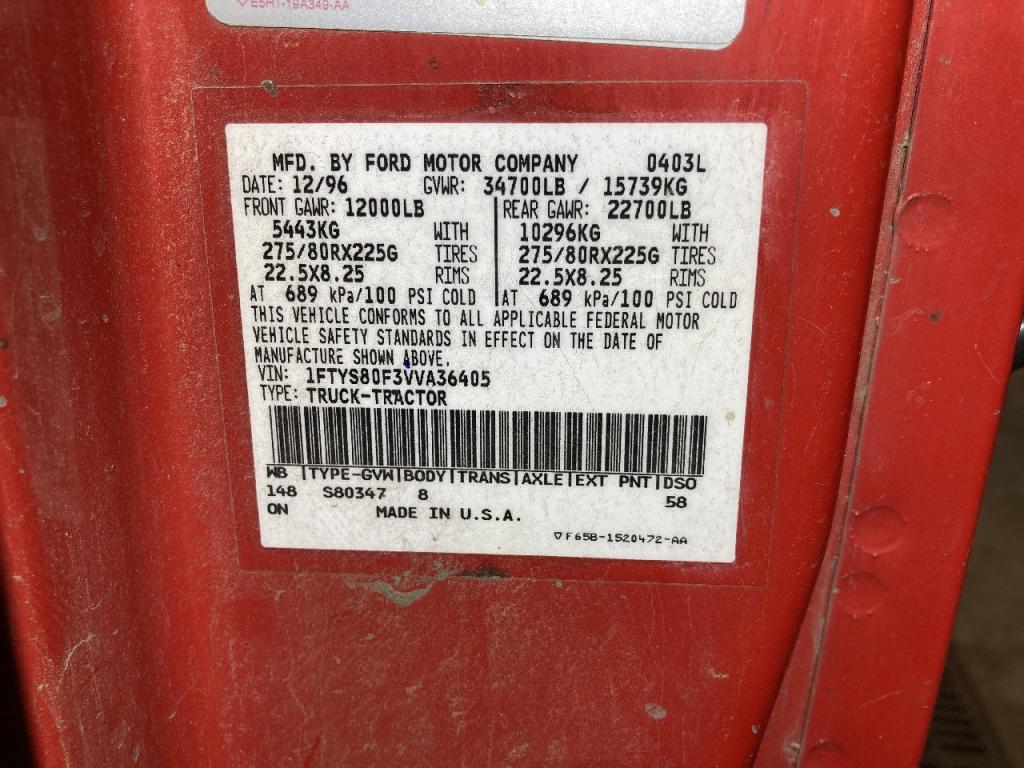 ▽ E5HT-19A349-AA
MFD. BY FORD MOTOR COMPANY 0403L
DATE: 12/96 GVWR: 34700LB / 15739KG
FRONT GAWR: 12000LB REAR GAWR: 22700LB
5443KG WITH 10296KG WITH
275/80RX225G TIRES 275/80RX225G TIRES
22.5X8.25 RIMS 22.5X8.25 RIMS
AT 689 kPa/100 PSI COLD AT 689 kPa/100 PSI COLD
THIS VEHICLE CONFORMS TO ALL APPLICABLE FEDERAL MOTOR
VEHICLE SAFETY STANDARDS IN EFFECT ON THE DATE OF
MANUFACTURE SHOWN ABOVE.
VIN: 1FTYS80F3VVA36405
TYPE: TRUCK-TRACTOR
WB |TYPE-GVW|BODY|TRANS|AXLE|EXT PNT|DSO
148 S80347 8 58
ON MADE IN U.S.A.
▽ F65B-1520472-AA